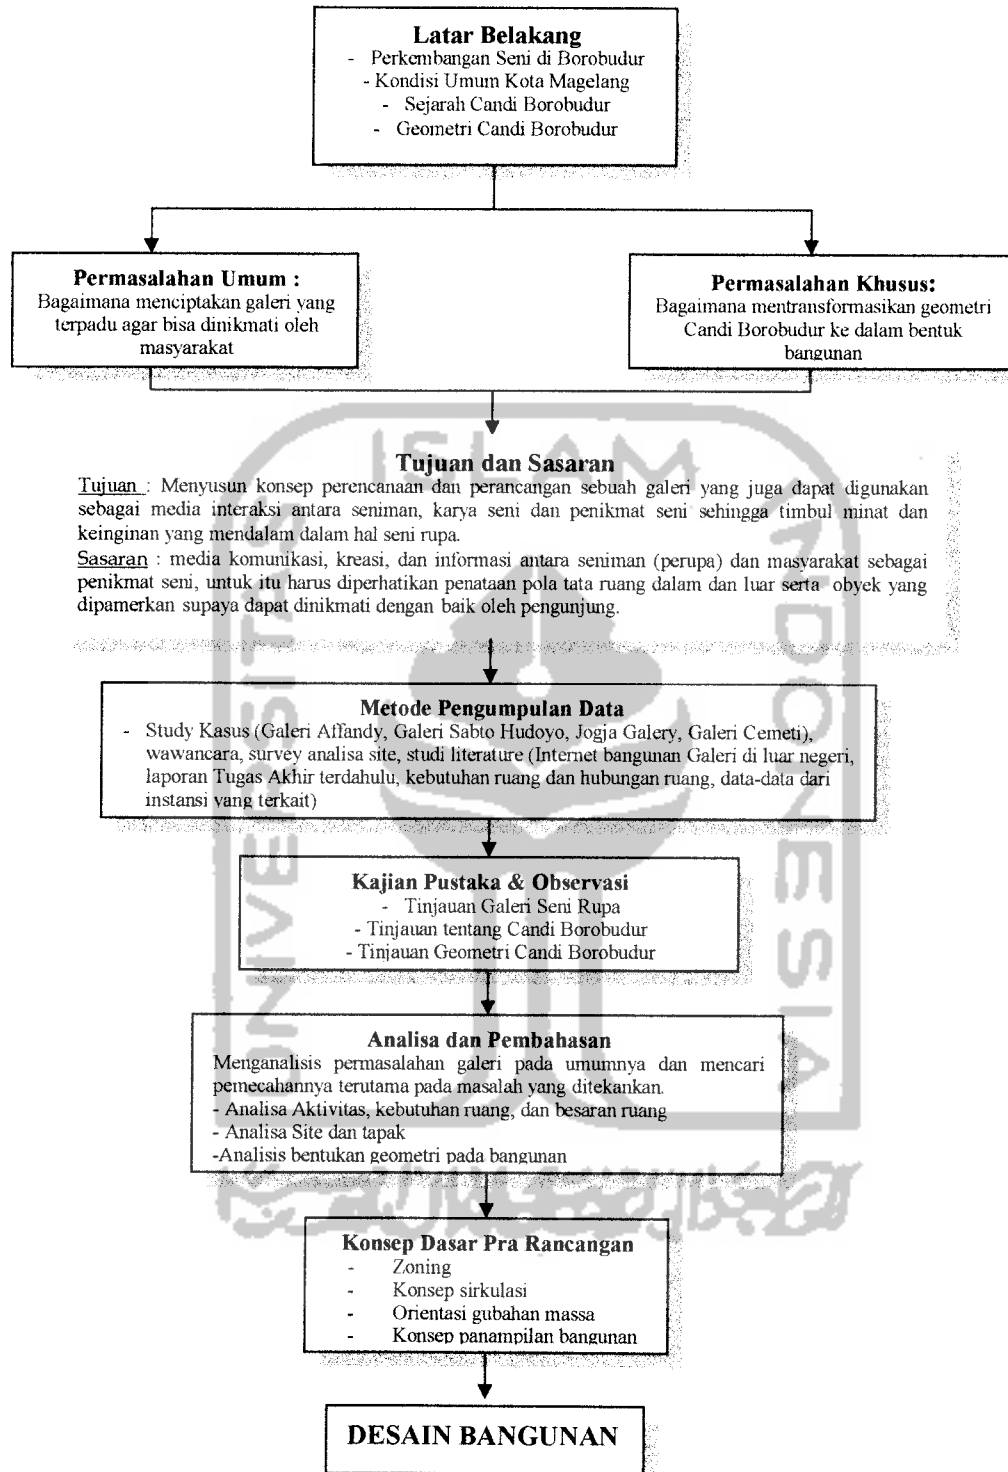 Latar Belakang
- Perkembangan Seni di Borobudur
- Kondisi Umum Kota Magelang
- Sejarah Candi Borobudur
- Geometri Candi Borobudur
Permasalahan Umum :
Bagaimana menciptakan galeri yang
terpadu agar bisa dinikmati oleh
masyarakat
Permasalahan Khusus:
Bagaimana mentransformasikan geometri
Candi Borobudur ke dalam bentuk
bangunan
Tujuan dan Sasaran
Tujuan : Menyusun konsep perencanaan dan perancangan sebuah galeri yang juga dapat digunakan
sebagai media interaksi antara seniman, karya seni dan penikmat seni sehingga timbul minat dan
keinginan yang mendalam dalam hal seni rupa.
Sasaran : media komunikasi, kreasi, dan informasi antara seniman (perupa) dan masyarakat sebagai
penikmat seni, untuk itu harus diperhatikan penataan pola tata ruang dalam dan luar serta obyek yang
dipamerkan supaya dapat dinikmati dengan baik oleh pengunjung.
Metode Pengumpulan Data
- Study Kasus (Galeri Affandy, Galeri Sabto Hudoyo, Jogja Galery, Galeri Cemeti),
wawancara, survey analisa site, studi literature (Internet bangunan Galeri di luar negeri,
laporan Tugas Akhir terdahulu, kebutuhan ruang dan hubungan ruang, data-data dari
instansi yang terkait)
Kajian Pustaka & Observasi
- Tinjauan Galeri Seni Rupa
- Tinjauan tentang Candi Borobudur
- Tinjauan Geometri Candi Borobudur
Analisa dan Pembahasan
Menganalisis permasalahan galeri pada umumnya dan mencari
pemecahannya terutama pada masalah yang ditekankan.
- Analisa Aktivitas, kebutuhan ruang, dan besaran ruang
- Analisa Site dan tapak
-Analisis bentukan geometri pada bangunan
Konsep Dasar Pra Rancangan
- Zoning
- Konsep sirkulasi
- Orientasi gubahan massa
- Konsep panampilan bangunan
DESAIN BANGUNAN
UNIVERSITAS
ISLAM
INDONESIA